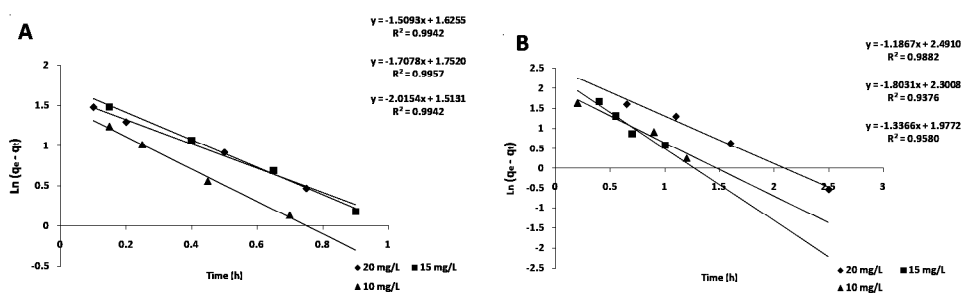 A
y = -1.5093x + 1.6255
R² = 0.9942
y = -1.7078x + 1.7520
R² = 0.9957
y = -2.0154x + 1.5131
R² = 0.9942
2
1.5
1
0.5
0
-0.5
Ln (qe - qt)
0 0.2 0.4 0.6 0.8 1
Time (h)
20 mg/L 15 mg/L
10 mg/L
B
y = -1.1867x + 2.4910
R² = 0.9882
y = -1.8031x + 2.3008
R² = 0.9376
y = -1.3366x + 1.9772
R² = 0.9580
2.5
2
1.5
1
0.5
0
-0.5
-1
-1.5
-2
-2.5
Ln (qe - qt)
0 0.5 1 1.5 2 2.5 3
Time (h)
20 mg/L 15 mg/L
10 mg/L